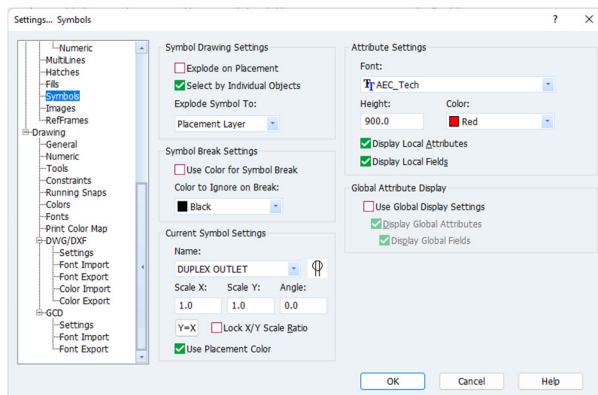 Settings... Symbols
?
Numeric
MultiLines
Hatches
Fills
Symbols
Images
RefFrames
Drawing
General
Numeric
Tools
Constraints
Running Snaps
Colors
Fonts
Print Color Map
DWG/DXF
Settings
Font Import
Font Export
Color Import
Color Export
GCD
Settings
Font Import
Font Export
Symbol Drawing Settings
Explode on Placement
Select by Individual Objects
Explode Symbol To:
Placement Layer
Symbol Break Settings
Use Color for Symbol Break
Color to Ignore on Break:
Black
Current Symbol Settings
Name:
DUPLEX OUTLET
Scale X: Scale Y: Angle:
1.0 1.0 0.0
Y=X Lock X/Y Scale Ratio
Use Placement Color
Attribute Settings
Font:
AEC_Tech
Height: Color:
900.0 Red
Display Local Attributes
Display Local Fields
Global Attribute Display
Use Global Display Settings
Display Global Attributes
Display Global Fields
OK Cancel Help